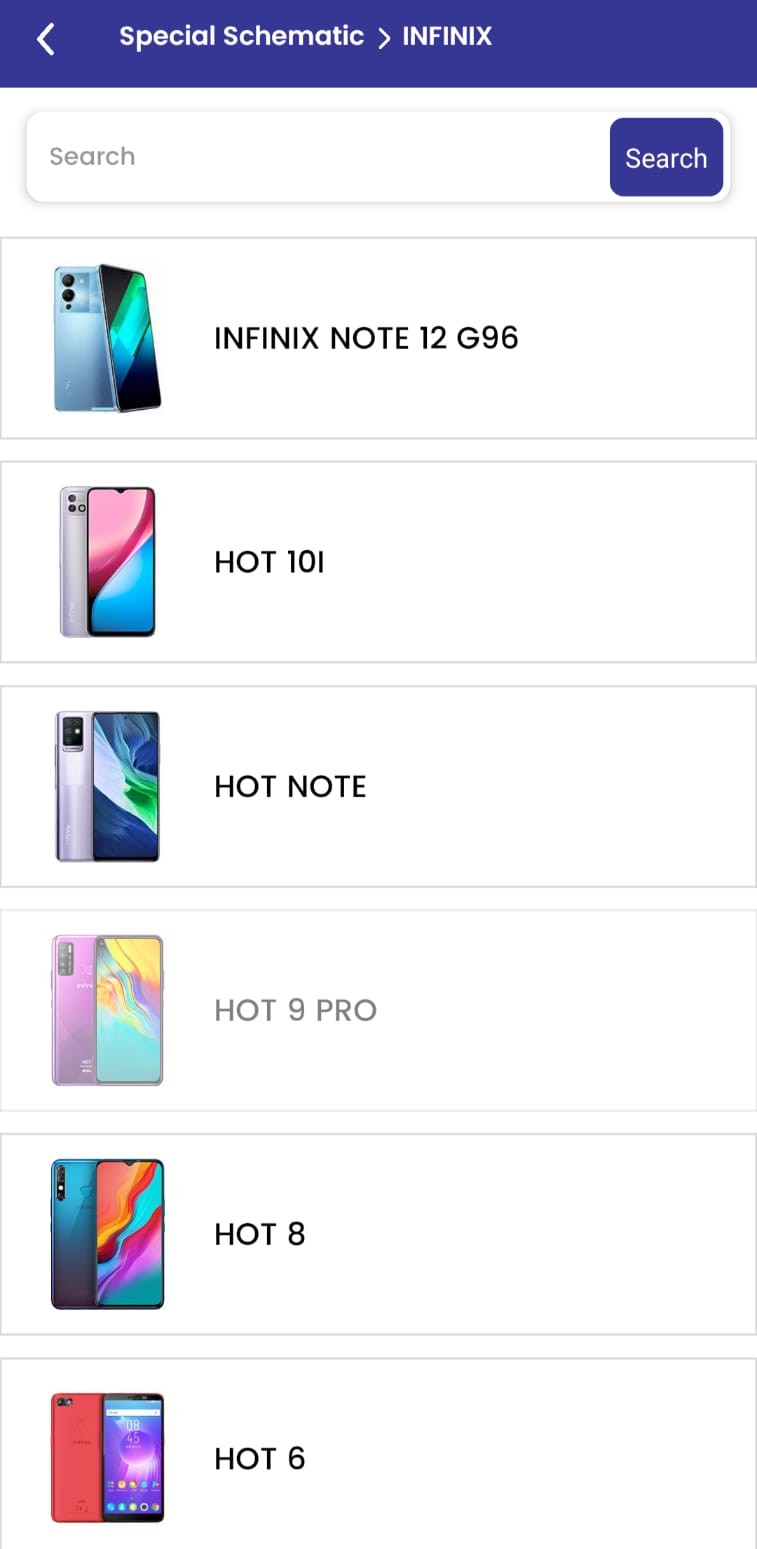 Special Schematic > INFINIX
Search
Search
INFINIX NOTE 12 G96
HOT 10I
HOT NOTE
HOT 9 PRO
HOT 8
HOT 6